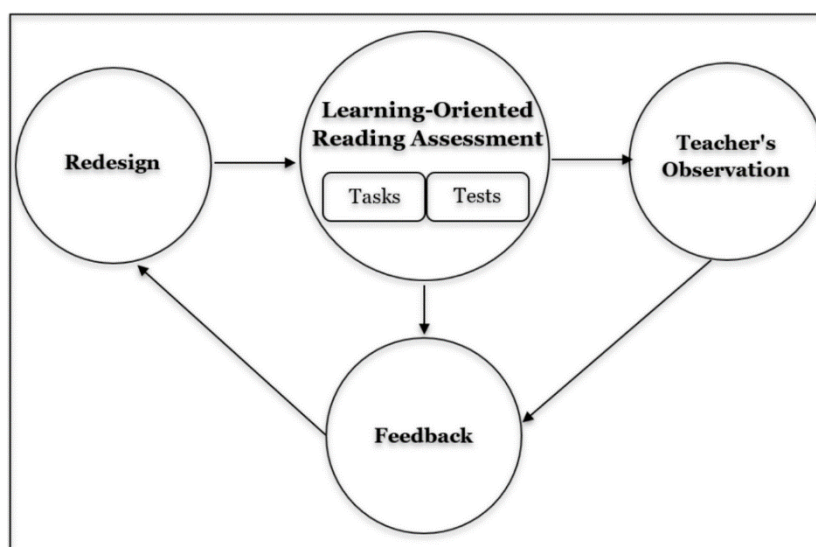 Redesign
Learning-Oriented
Reading Assessment
Tasks
Tests
Teacher's
Observation
Feedback